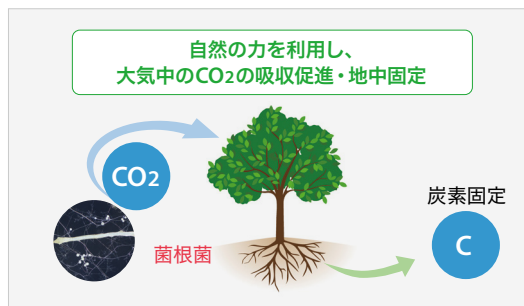 自然の力を利用し、
大気中のCO2の吸収促進・地中固定
CO2
菌根菌
炭素固定
C